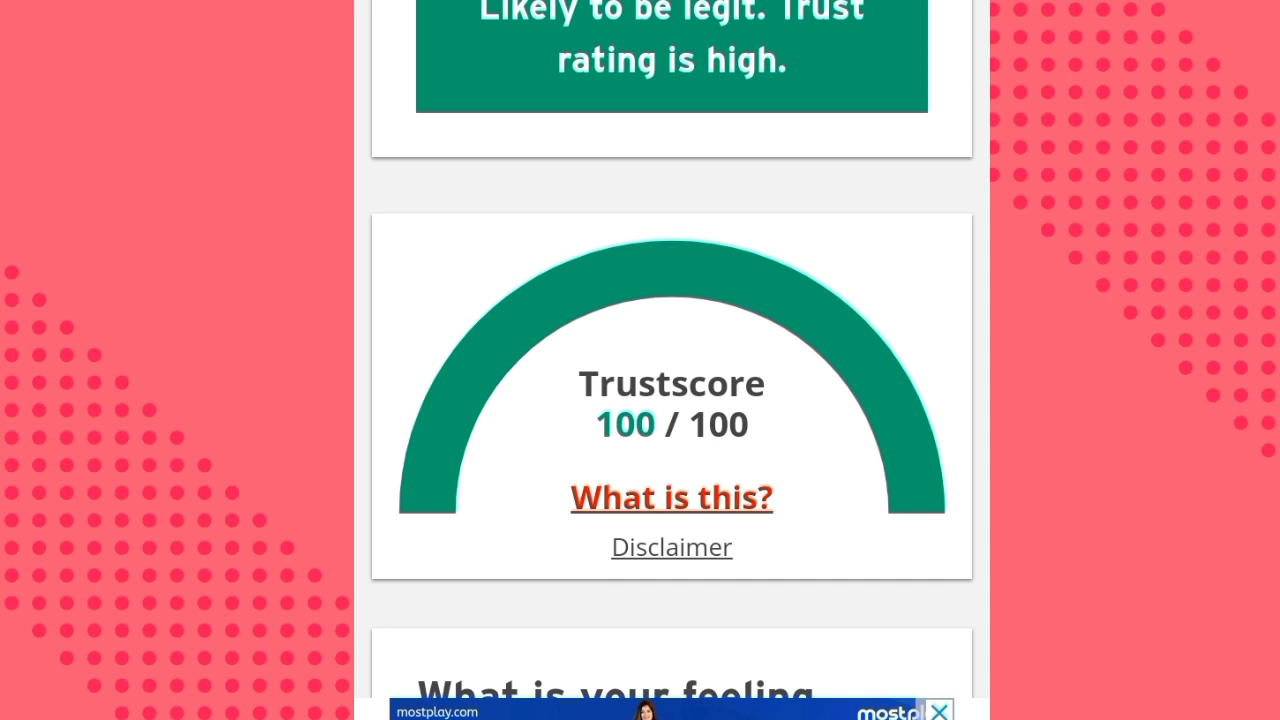 Likely to be legit. Trust
rating is high.
Trustscore
100 / 100
What is this?
Disclaimer
What is your feeling
mostplay.com